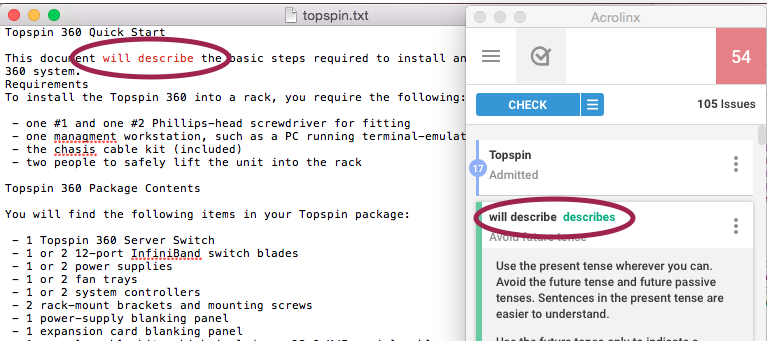 topspin.txt
Topspin 360 Quick Start
This document will describe the basic steps required to install an
360 system.
Requirements
To install the Topspin 360 into a rack, you require the following:
- one #1 and one #2 Phillips-head screwdriver for fitting
- one managment workstation, such as a PC running terminal-emulat
- the chasis cable kit (included)
- two people to safely lift the unit into the rack
Topspin 360 Package Contents
You will find the following items in your Topspin package:
- 1 Topspin 360 Server Switch
- 1 or 2 12-port InfiniBand switch blades
- 1 or 2 power supplies
- 1 or 2 fan trays
- 1 or 2 system controllers
- 2 rack-mount brackets and mounting screws
- 1 power-supply blanking panel
- 1 expansion card blanking panel
Acrolinx
54
CHECK
105 Issues
17
Topspin
Admitted
will describe describes
Avoid future tense
Use the present tense wherever you can.
Avoid the future tense and future passive
tenses. Sentences in the present tense are
easier to understand.
Use the future tense only to indicate a